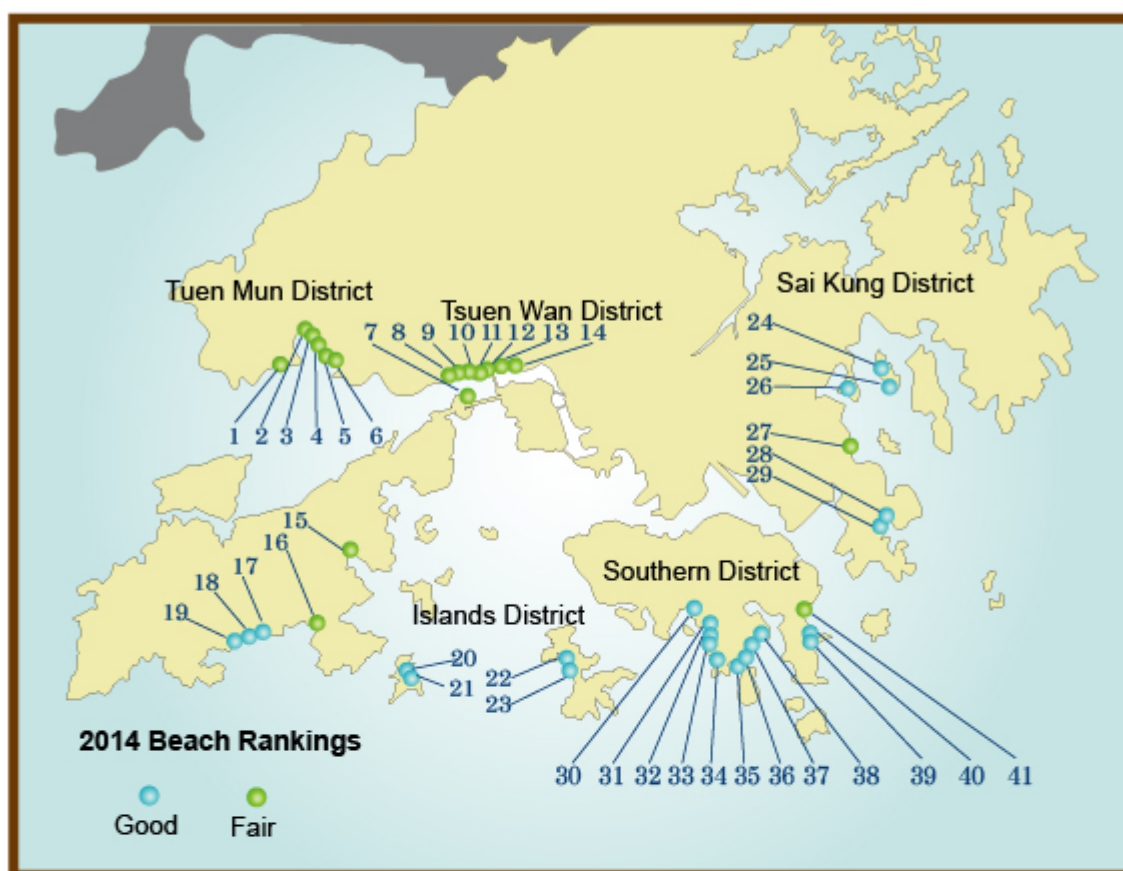 Tuen Mun District
Tsuen Wan District
Sai Kung District
24
25
26
27
28
29
7 8 9 10 11 12 13 14
1 2 3 4 5 6
15
16
17
18
19
Southern District
Islands District
20
21
22
23
30 31 32 33 34 35 36 37 38 39 40 41
2014 Beach Rankings
Good Fair